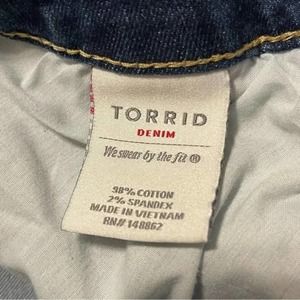 TORRID
DENIM
We swear by the fit ®
98% COTTON
2% SPANDEX
MADE IN VIETNAM
RN# 148862